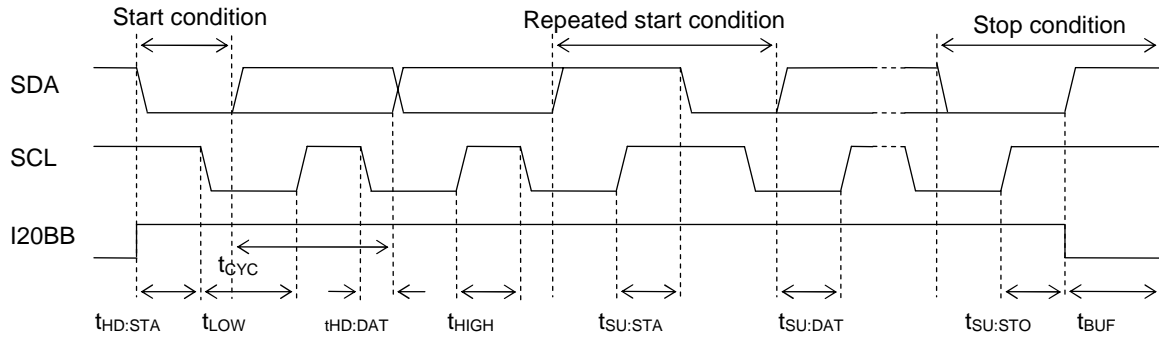 Start condition
Repeated start condition
Stop condition
SDA
SCL
I20BB
tCYC
tHD:STA
tLOW
tHD:DAT
tHIGH
tSU:STA
tSU:DAT
tSU:STO
tBUF